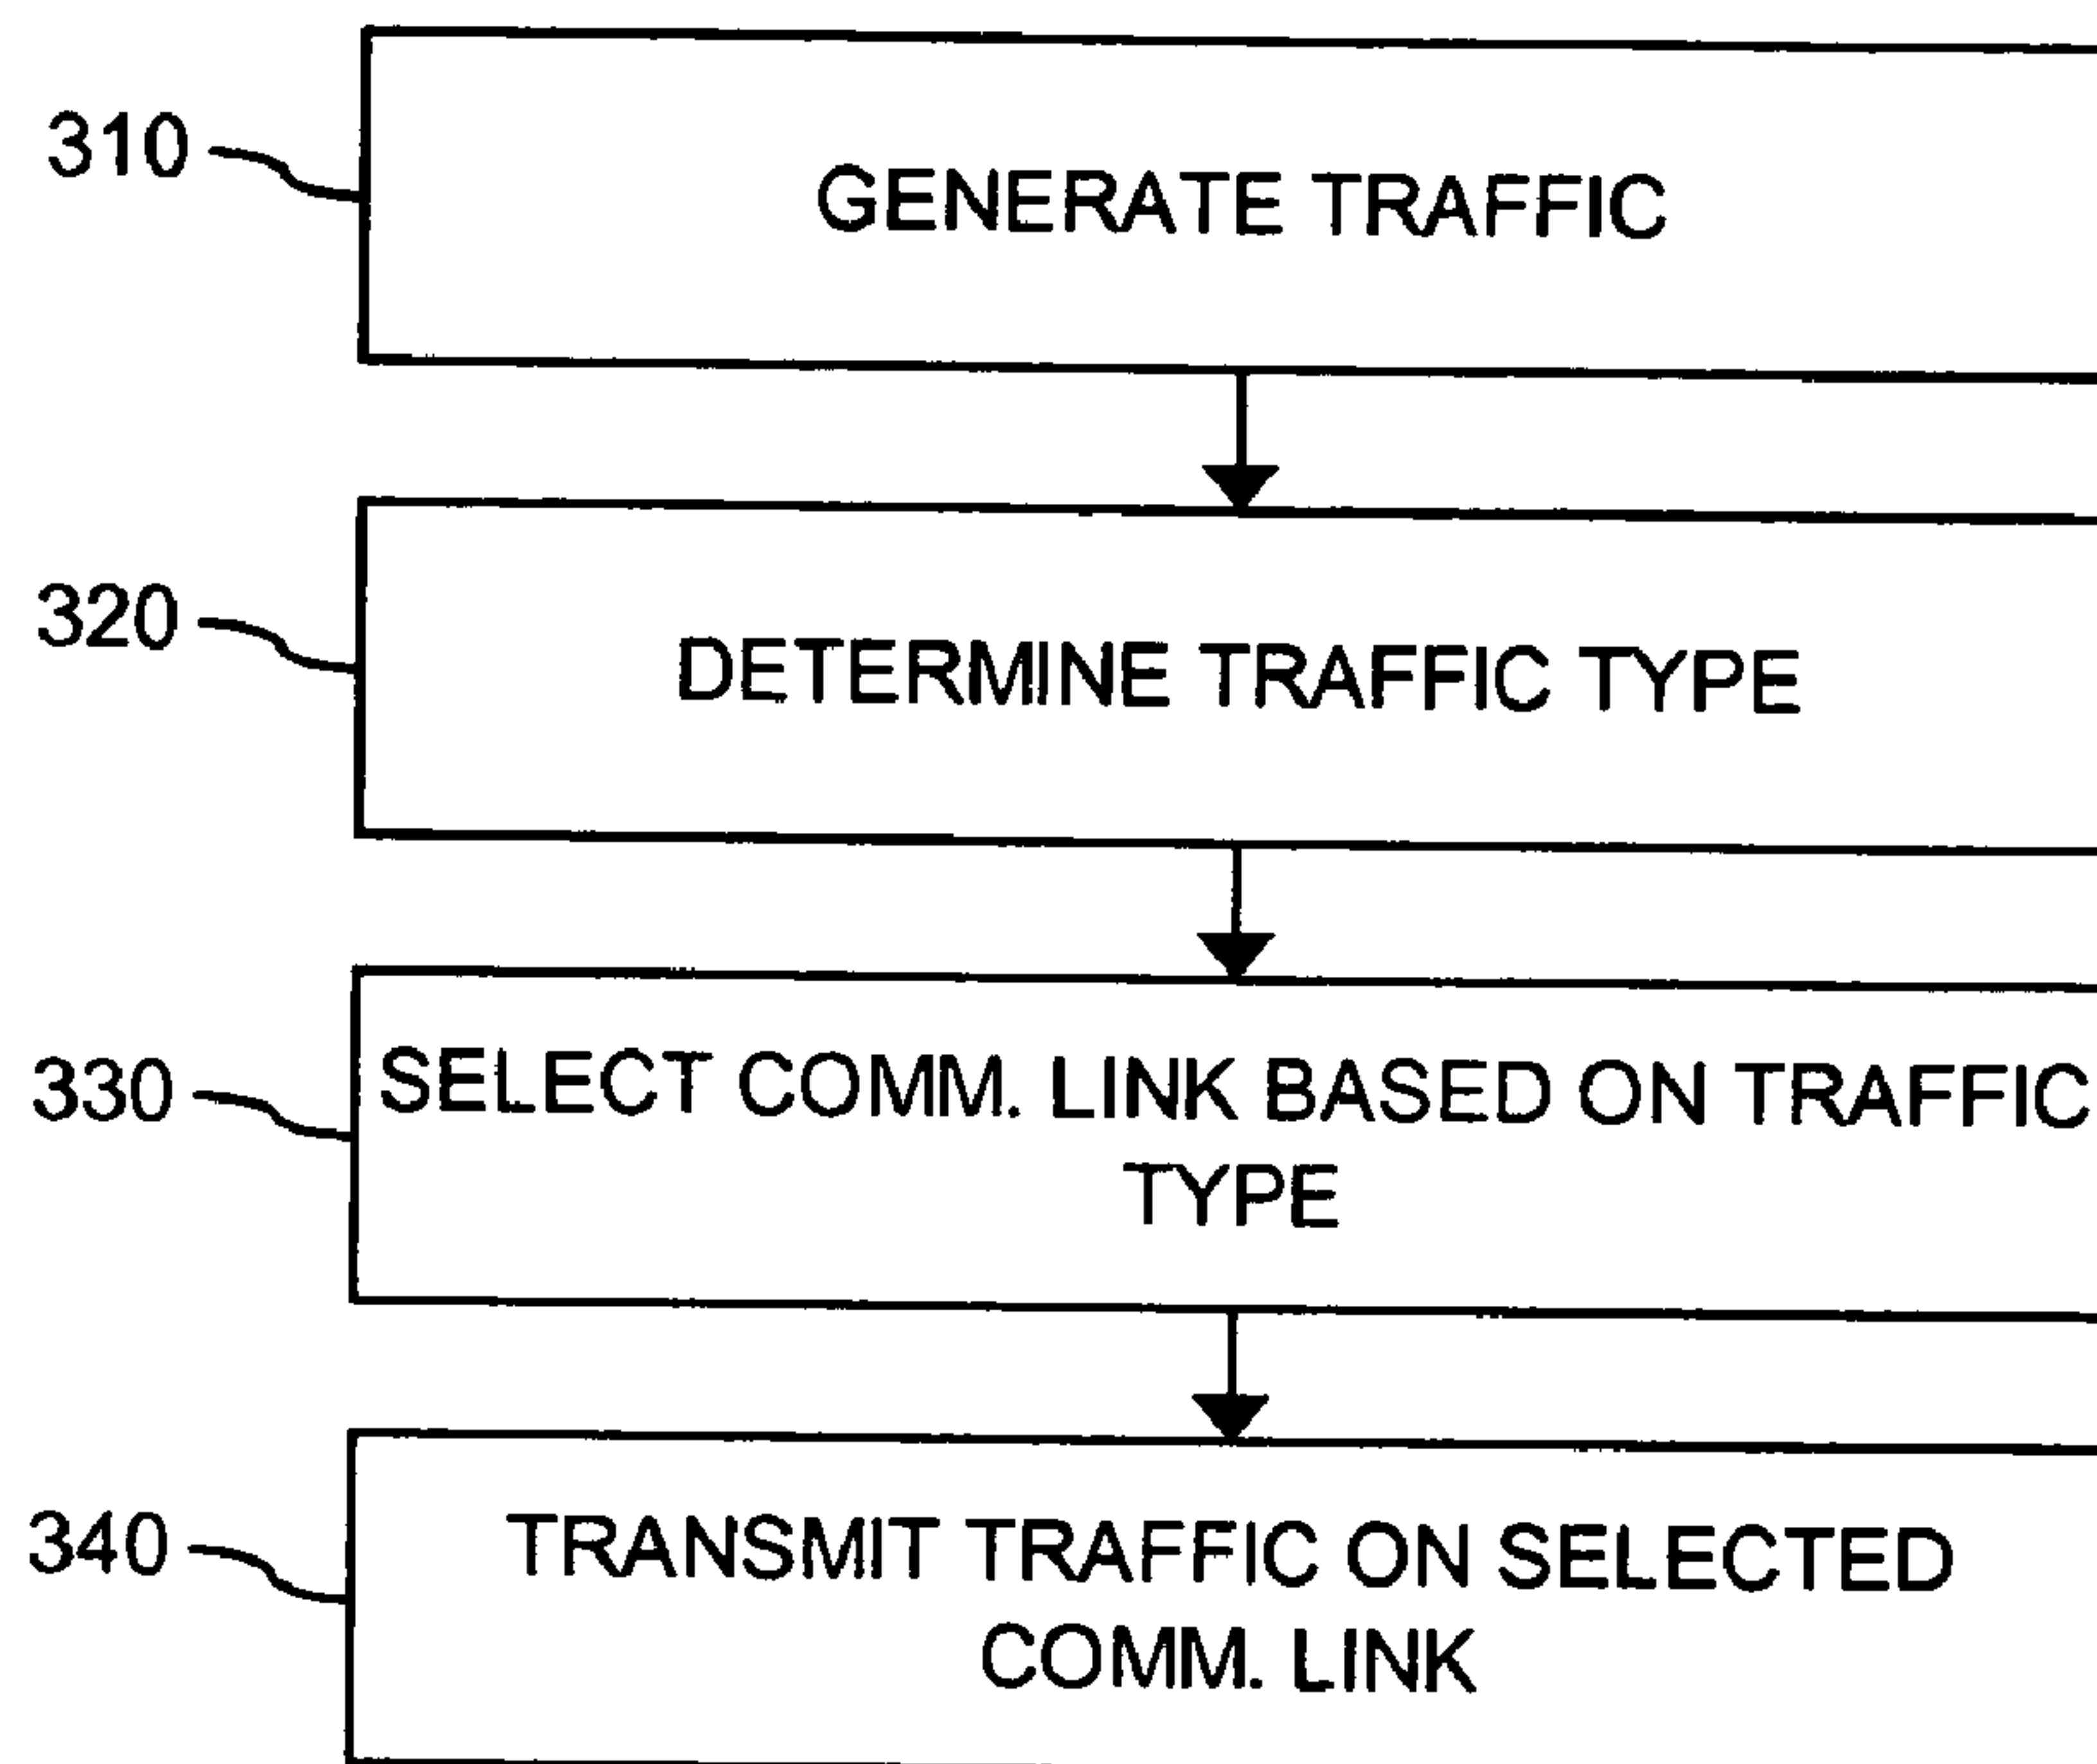 310
GENERATE TRAFFIC
320
DETERMINE TRAFFIC TYPE
330
SELECT COMM. LINK BASED ON TRAFFIC
TYPE
340
TRANSMIT TRAFFIC ON SELECTED
COMM. LINK